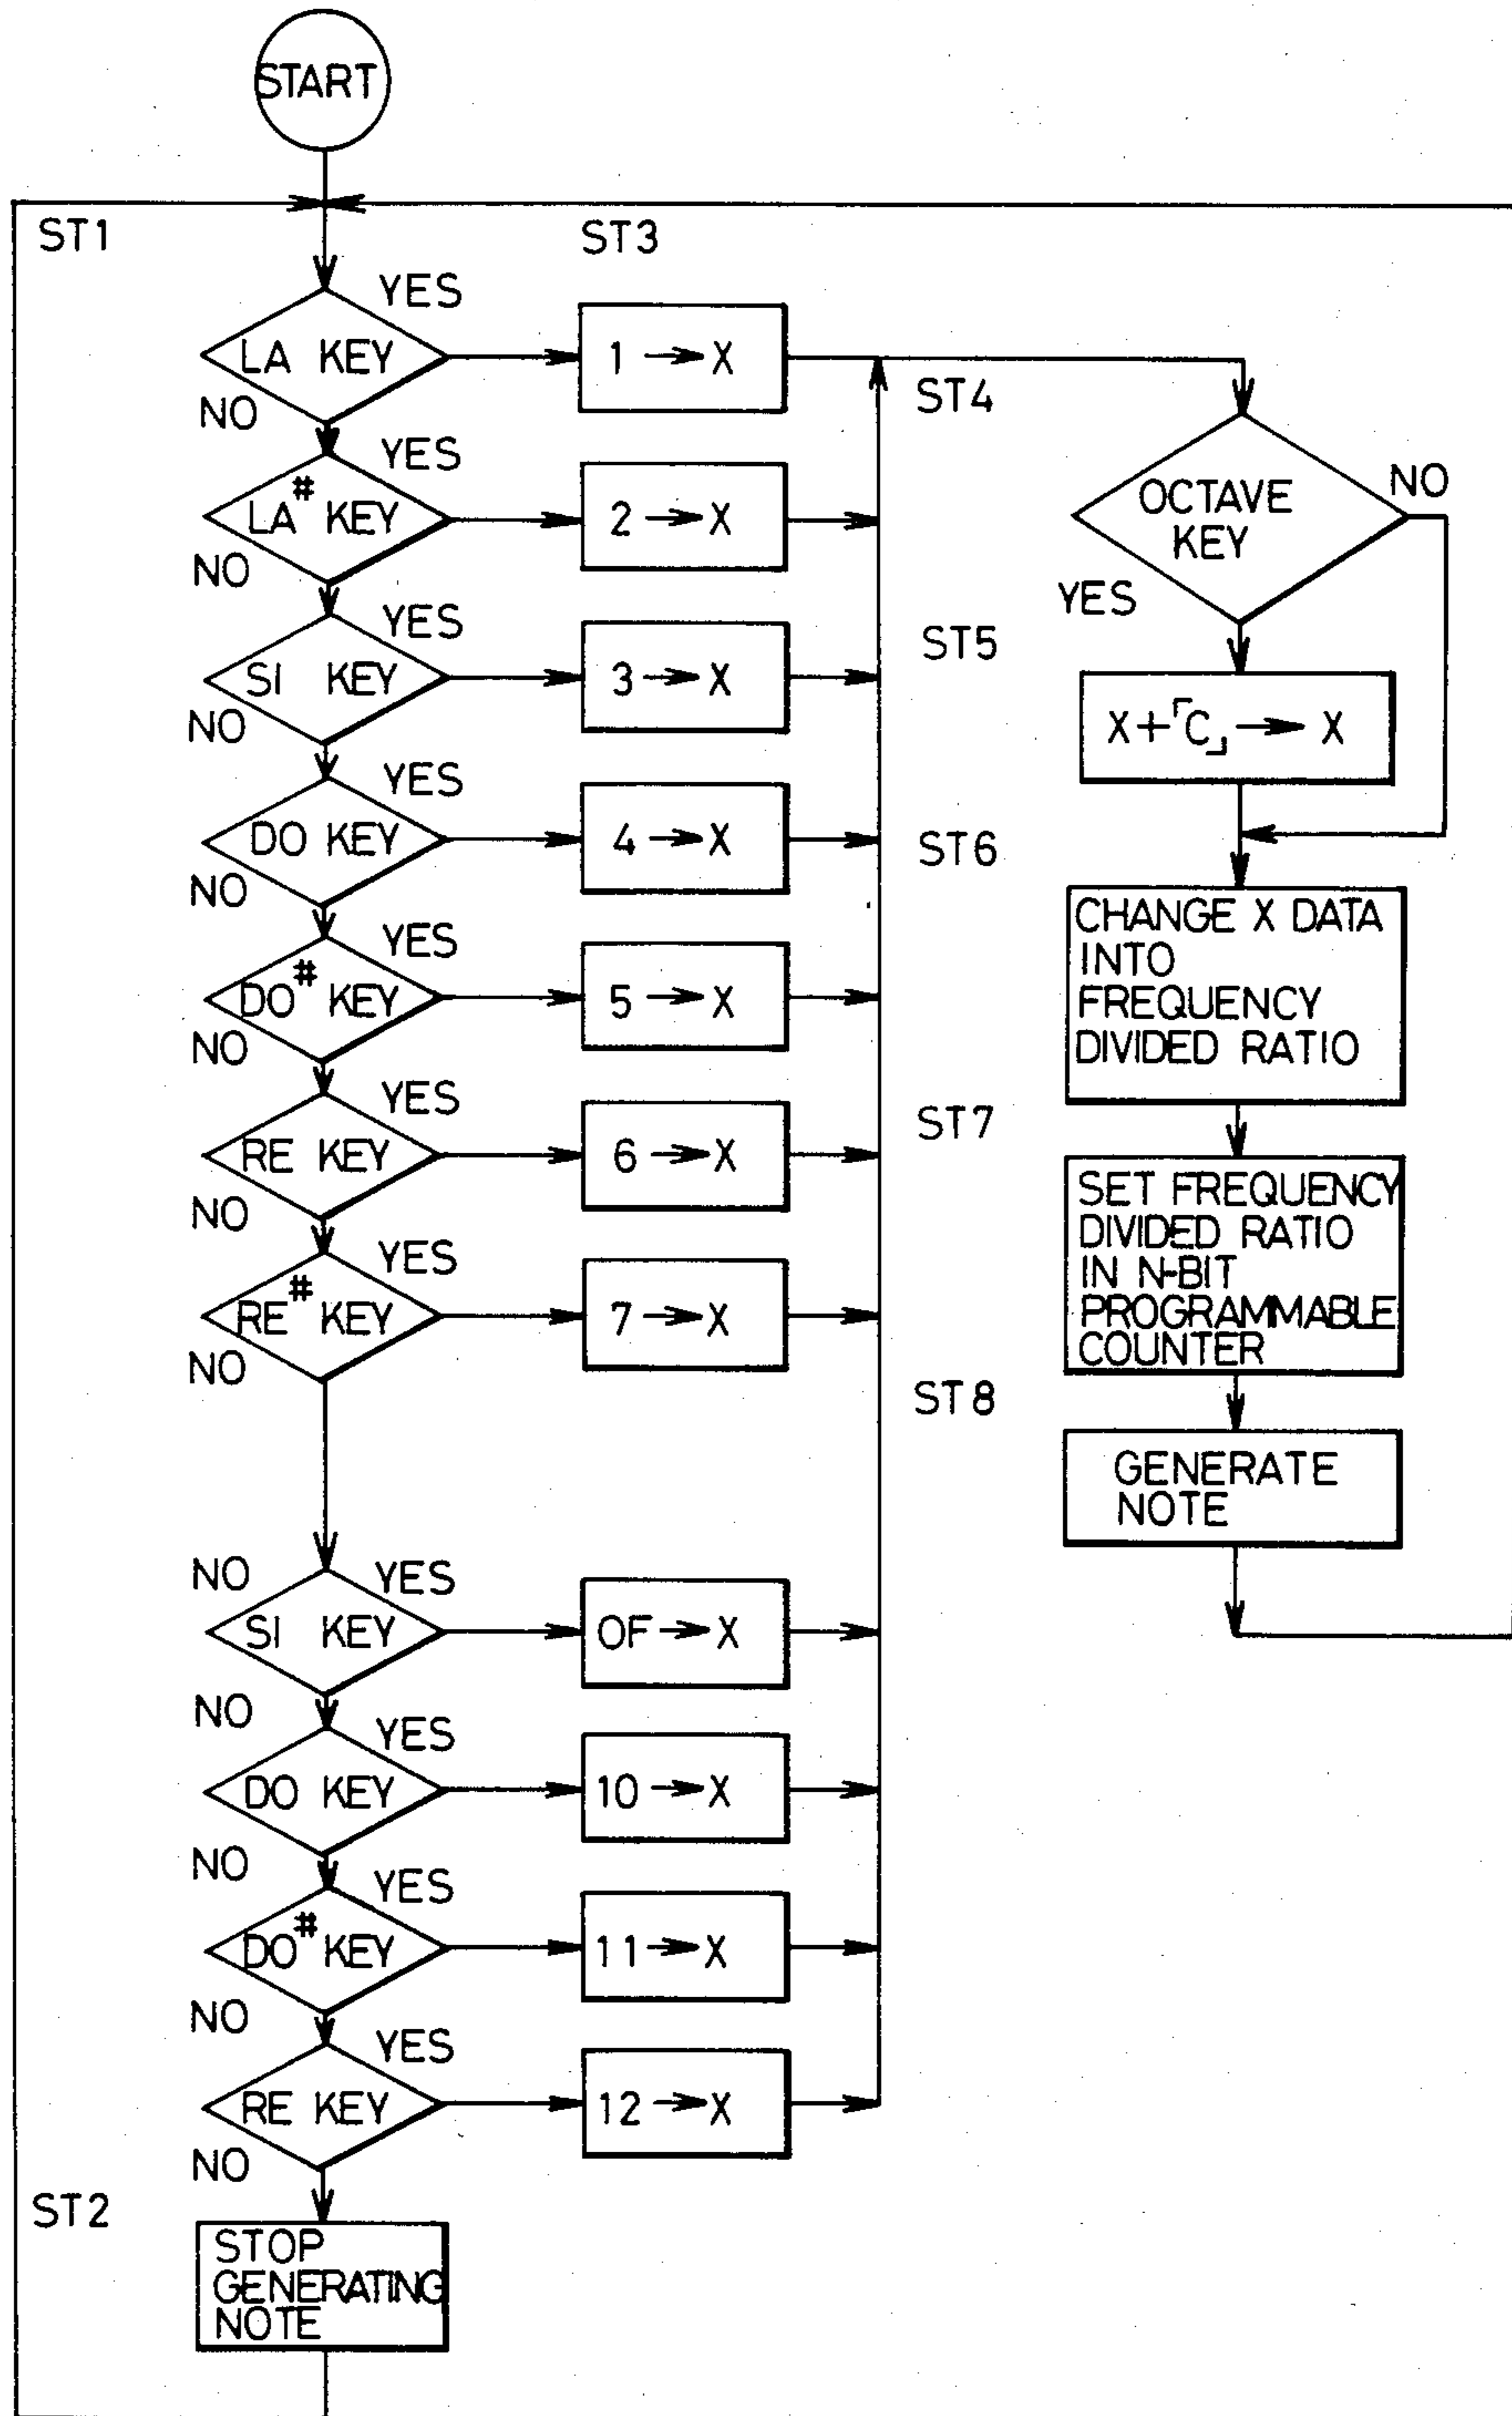 START
ST1
ST3
YES
LA KEY
1 → X
NO
ST4
YES
LA# KEY
2 → X
NO
OCTAVE
KEY
NO
YES
YES
SI KEY
3 → X
NO
ST5
X+「C」→ X
YES
DO KEY
4 → X
NO
ST6
CHANGE X DATA
INTO
FREQUENCY
DIVIDED RATIO
YES
DO# KEY
5 → X
NO
YES
RE KEY
6 → X
NO
ST7
SET FREQUENCY
DIVIDED RATIO
IN N-BIT
PROGRAMMABLE
COUNTER
YES
RE# KEY
7 → X
NO
ST8
GENERATE
NOTE
NO
YES
SI KEY
OF → X
NO
YES
DO KEY
10 → X
NO
YES
DO# KEY
11 → X
NO
YES
RE KEY
12 → X
NO
ST2
STOP
GENERATING
NOTE